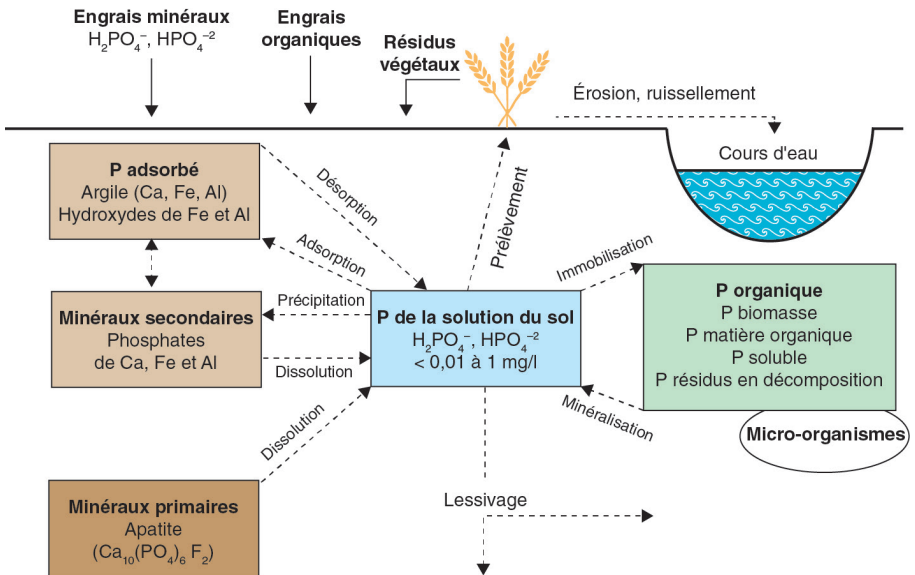 Engrais minéraux
H₂PO₄⁻, HPO₄⁻²
Engrais
organiques
Résidus
végétaux
Érosion, ruissellement
Cours d'eau
P adsorbé
Argile (Ca, Fe, Al)
Hydroxydes de Fe et Al
Désorption
Adsorption
Prélèvement
Immobilisation
Minéraux secondaires
Phosphates
de Ca, Fe et Al
Précipitation
Dissolution
P de la solution du sol
H₂PO₄⁻, HPO₄⁻²
< 0,01 à 1 mg/l
P organique
P biomasse
P matière organique
P soluble
P résidus en décomposition
Minéralisation
Micro-organismes
Dissolution
Minéraux primaires
Apatite
(Ca₁₀(PO₄)₆ F₂)
Lessivage